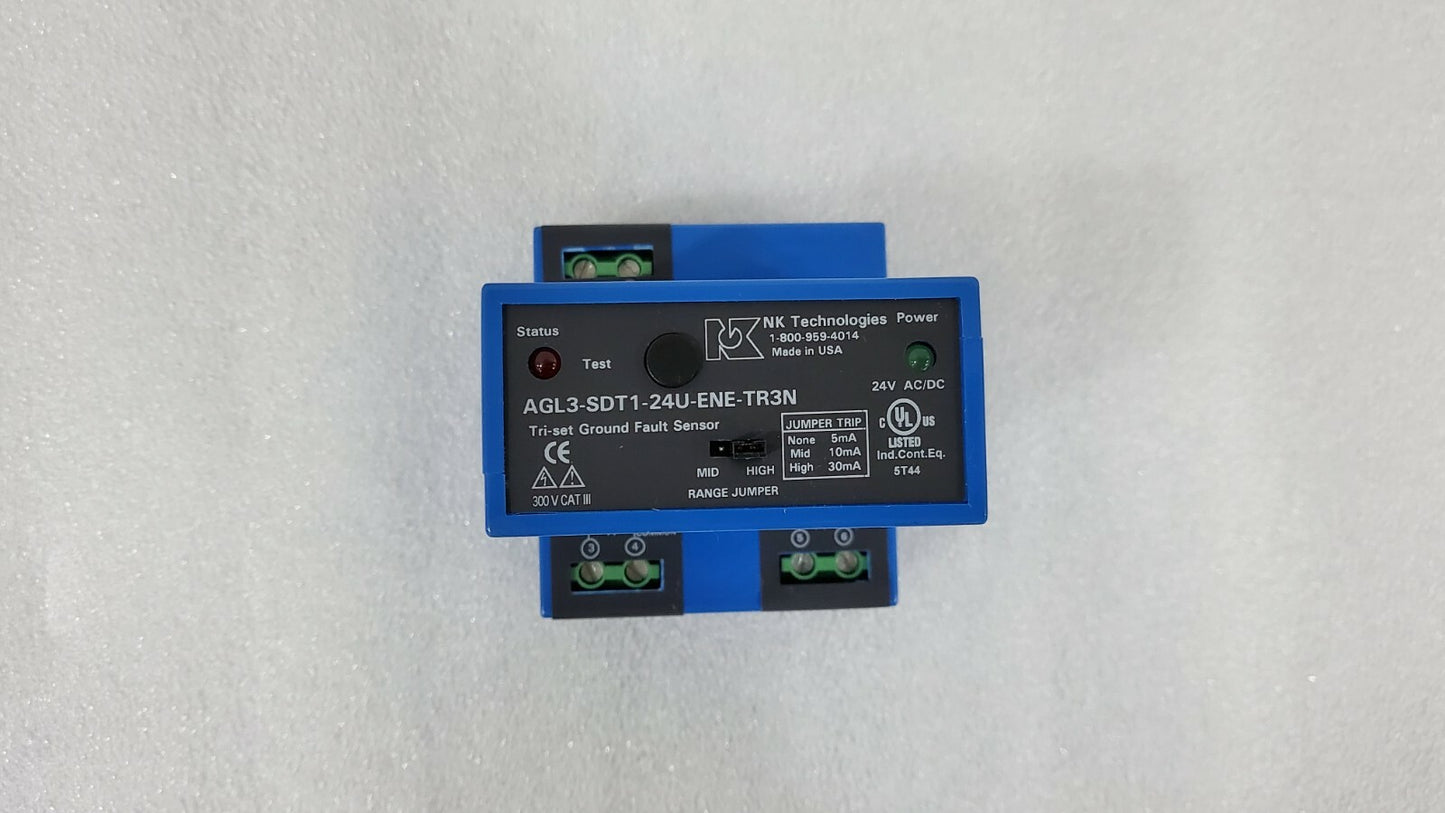 Status
Test
NK Technologies
1-800-959-4014
Made in USA
Power
24V AC/DC
AGL3-SDT1-24U-ENE-TR3N
Tri-set Ground Fault Sensor
CE
300 V CAT III
MID HIGH
RANGE JUMPER
JUMPER TRIP
None 5mA
Mid 10mA
High 30mA
C UL US
LISTED
Ind.Cont.Eq.
5T44
3 4
5 6